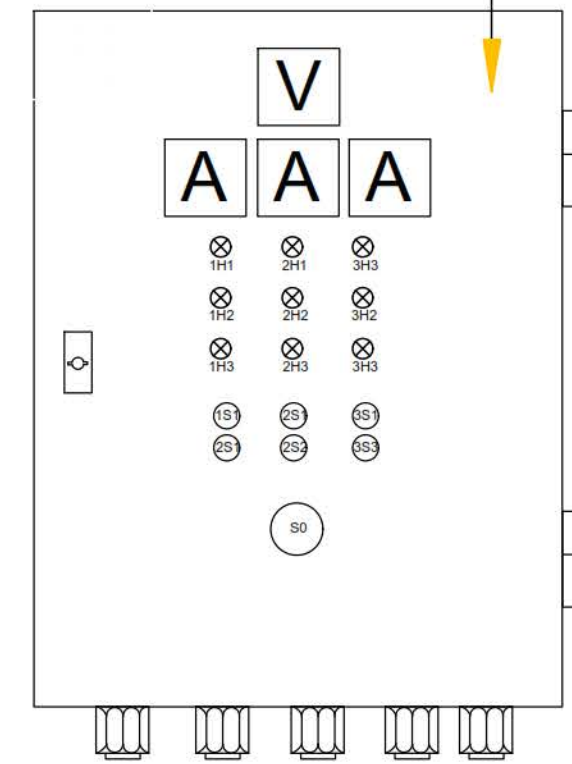 V
A A A
1H1 2H1 3H3
1H2 2H2 3H2
1H3 2H3 3H3
1S1 2S1 3S1
2S1 2S2 3S3
S0